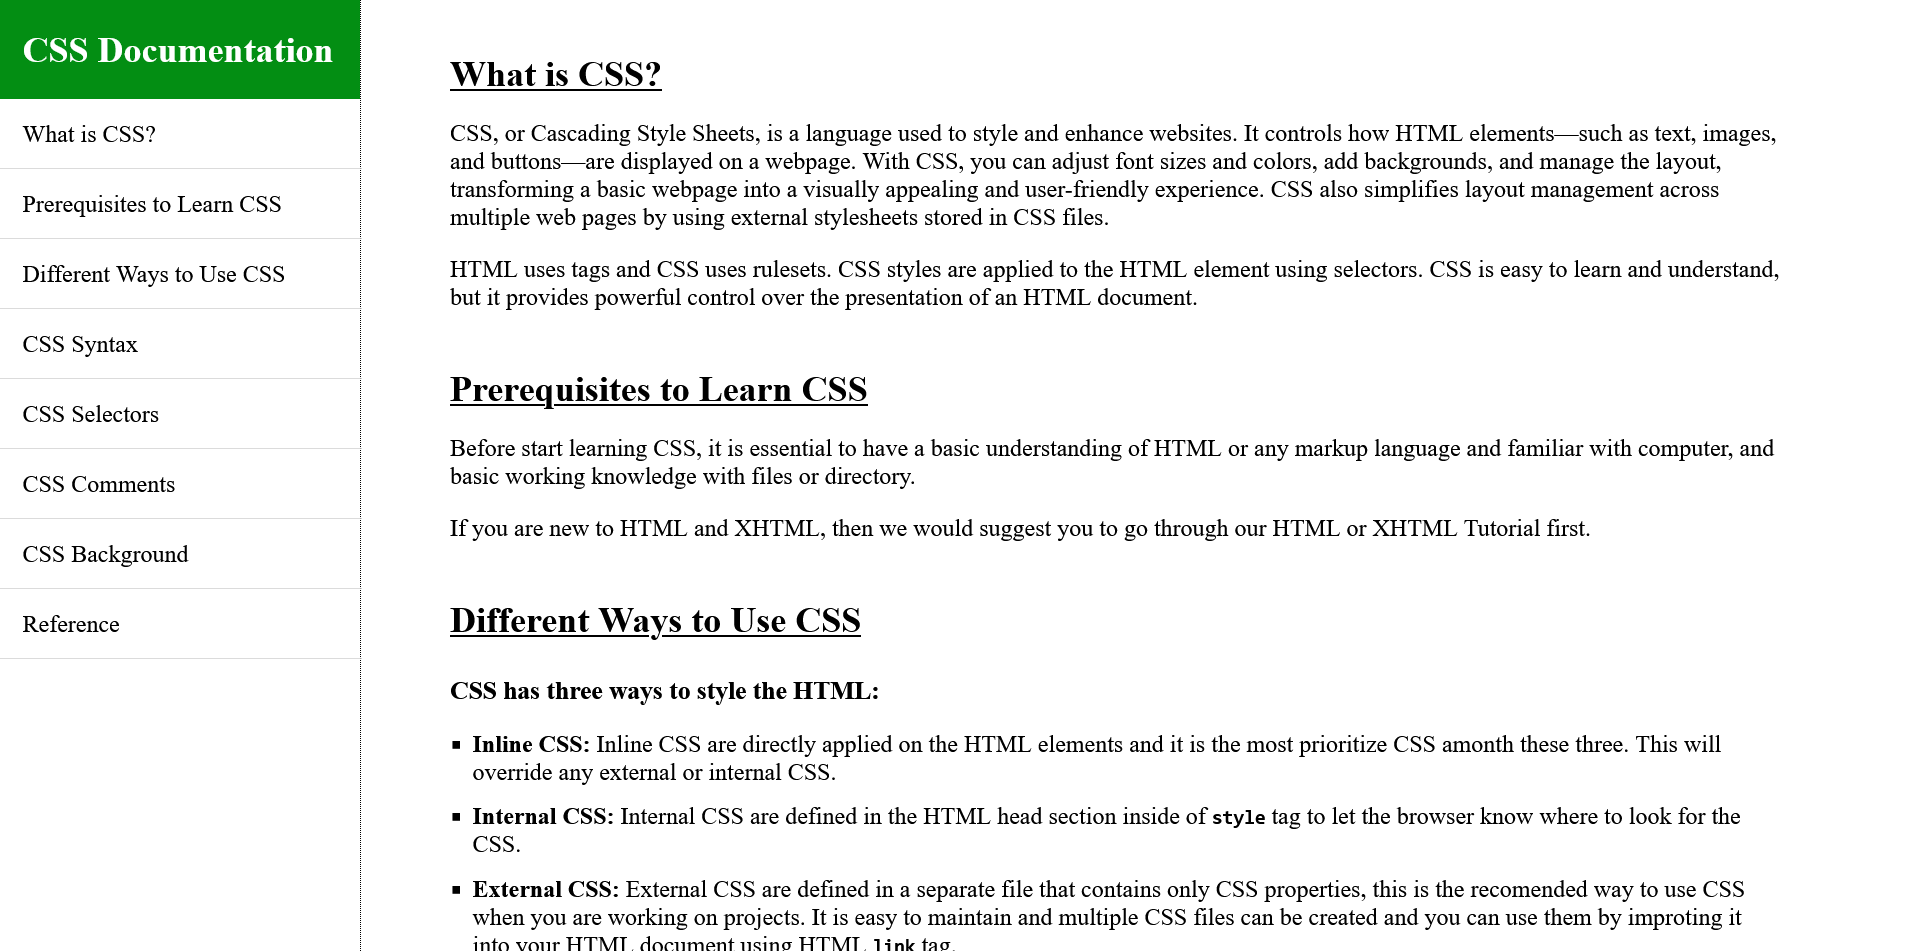 CSS Documentation
What is CSS?
Prerequisites to Learn CSS
Different Ways to Use CSS
CSS Syntax
CSS Selectors
CSS Comments
CSS Background
Reference
What is CSS?
CSS, or Cascading Style Sheets, is a language used to style and enhance websites. It controls how HTML elements—such as text, images,
and buttons—are displayed on a webpage. With CSS, you can adjust font sizes and colors, add backgrounds, and manage the layout,
transforming a basic webpage into a visually appealing and user-friendly experience. CSS also simplifies layout management across
multiple web pages by using external stylesheets stored in CSS files.
HTML uses tags and CSS uses rulesets. CSS styles are applied to the HTML element using selectors. CSS is easy to learn and understand,
but it provides powerful control over the presentation of an HTML document.
Prerequisites to Learn CSS
Before start learning CSS, it is essential to have a basic understanding of HTML or any markup language and familiar with computer, and
basic working knowledge with files or directory.
If you are new to HTML and XHTML, then we would suggest you to go through our HTML or XHTML Tutorial first.
Different Ways to Use CSS
CSS has three ways to style the HTML:
▪ Inline CSS: Inline CSS are directly applied on the HTML elements and it is the most prioritize CSS amonth these three. This will
override any external or internal CSS.
▪ Internal CSS: Internal CSS are defined in the HTML head section inside of style tag to let the browser know where to look for the
CSS.
▪ External CSS: External CSS are defined in a separate file that contains only CSS properties, this is the recomended way to use CSS
when you are working on projects. It is easy to maintain and multiple CSS files can be created and you can use them by improting it
into your HTML document using HTML link tag.